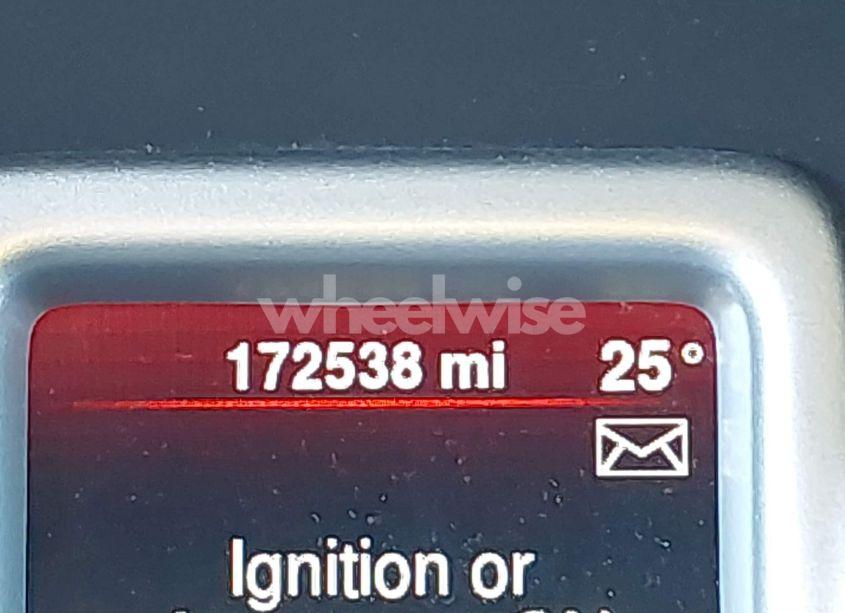 wheelwise
172538 mi 25°
Ignition or